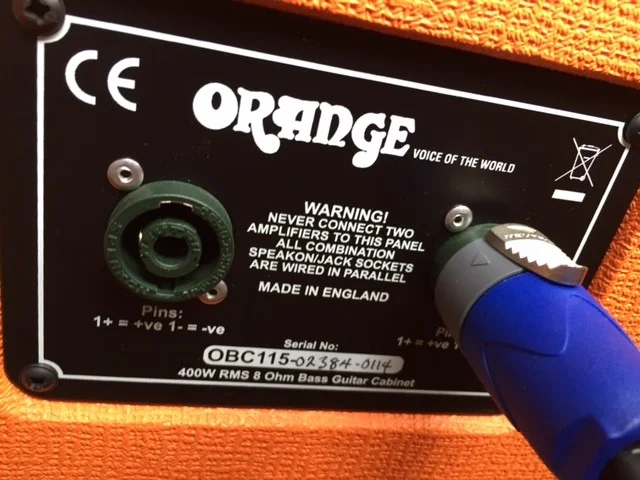 CE
ORANGE
VOICE OF THE WORLD
WARNING!
NEVER CONNECT TWO
AMPLIFIERS TO THIS PANEL
ALL COMBINATION
SPEAKON/JACK SOCKETS
ARE WIRED IN PARALLEL
MADE IN ENGLAND
Pins:
1+ = +ve 1- = -ve
1+ = +ve
Serial No:
OBC115-02384-0114
400W RMS 8 Ohm Bass Guitar Cabinet